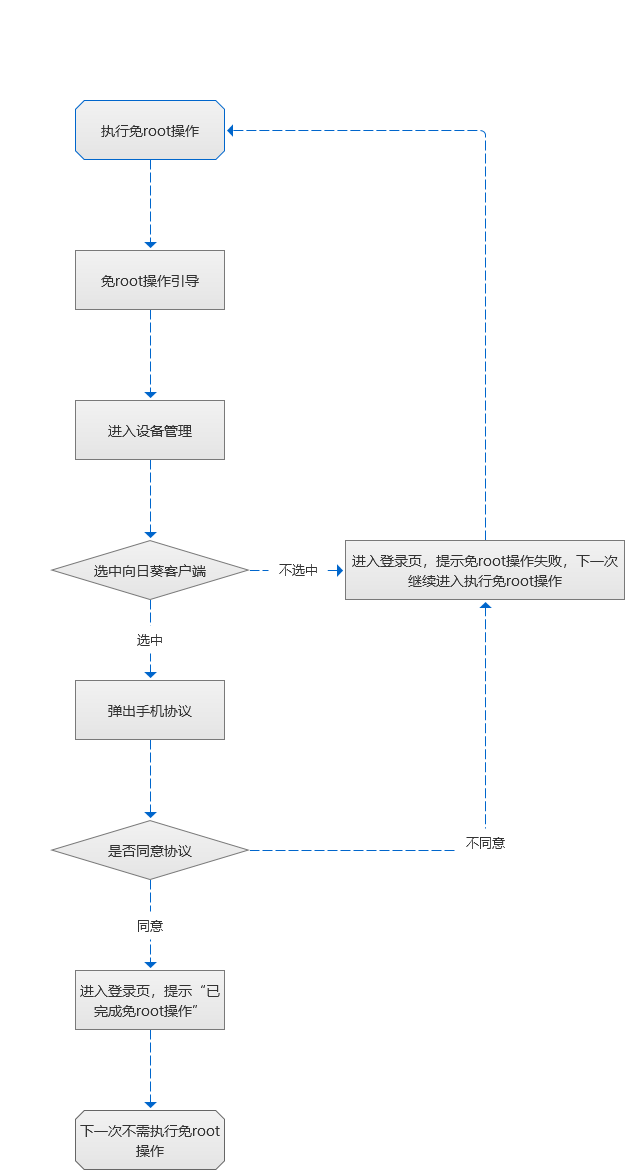 执行免root操作
免root操作引导
进入设备管理
选中向日葵客户端
不选中
进入登录页，提示免root操作失败，下一次
继续进入执行免root操作
选中
弹出手机协议
是否同意协议
不同意
同意
进入登录页，提示“已
完成免root操作”
下一次不需执行免root
操作